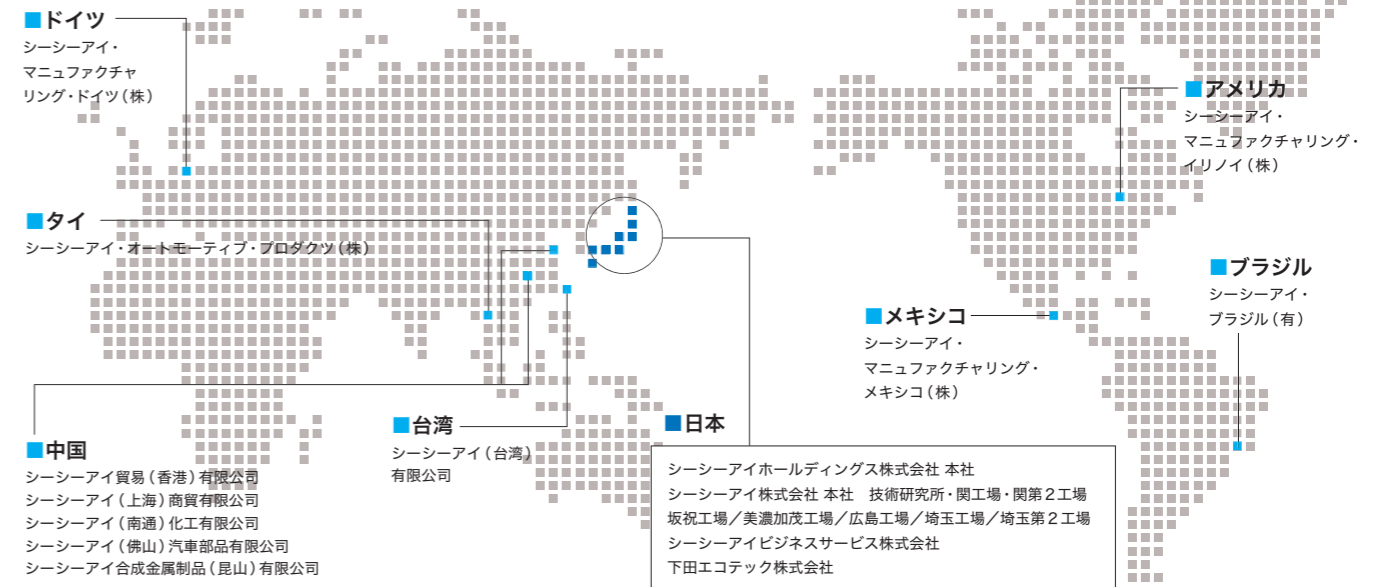 ■ドイツ
シーシーアイ・
マニュファクチャ
リング・ドイツ(株)
■タイ
シーシーアイ・オートモーティブ・プロダクツ(株)
■中国
シーシーアイ貿易(香港)有限公司
シーシーアイ(上海)商貿有限公司
シーシーアイ(南通)化工有限公司
シーシーアイ(佛山)汽車部品有限公司
シーシーアイ合成金属制品(昆山)有限公司
■台湾
シーシーアイ(台湾)
有限公司
■日本
シーシーアイホールディングス株式会社 本社
シーシーアイ株式会社 本社 技術研究所・関工場・関第2工場
坂祝工場/美濃加茂工場/広島工場/埼玉工場/埼玉第2工場
シーシーアイビジネスサービス株式会社
下田エコテック株式会社
■メキシコ
シーシーアイ・
マニュファクチャリング・
メキシコ(株)
■アメリカ
シーシーアイ・
マニュファクチャリング・
イリノイ(株)
■ブラジル
シーシーアイ・
ブラジル(有)